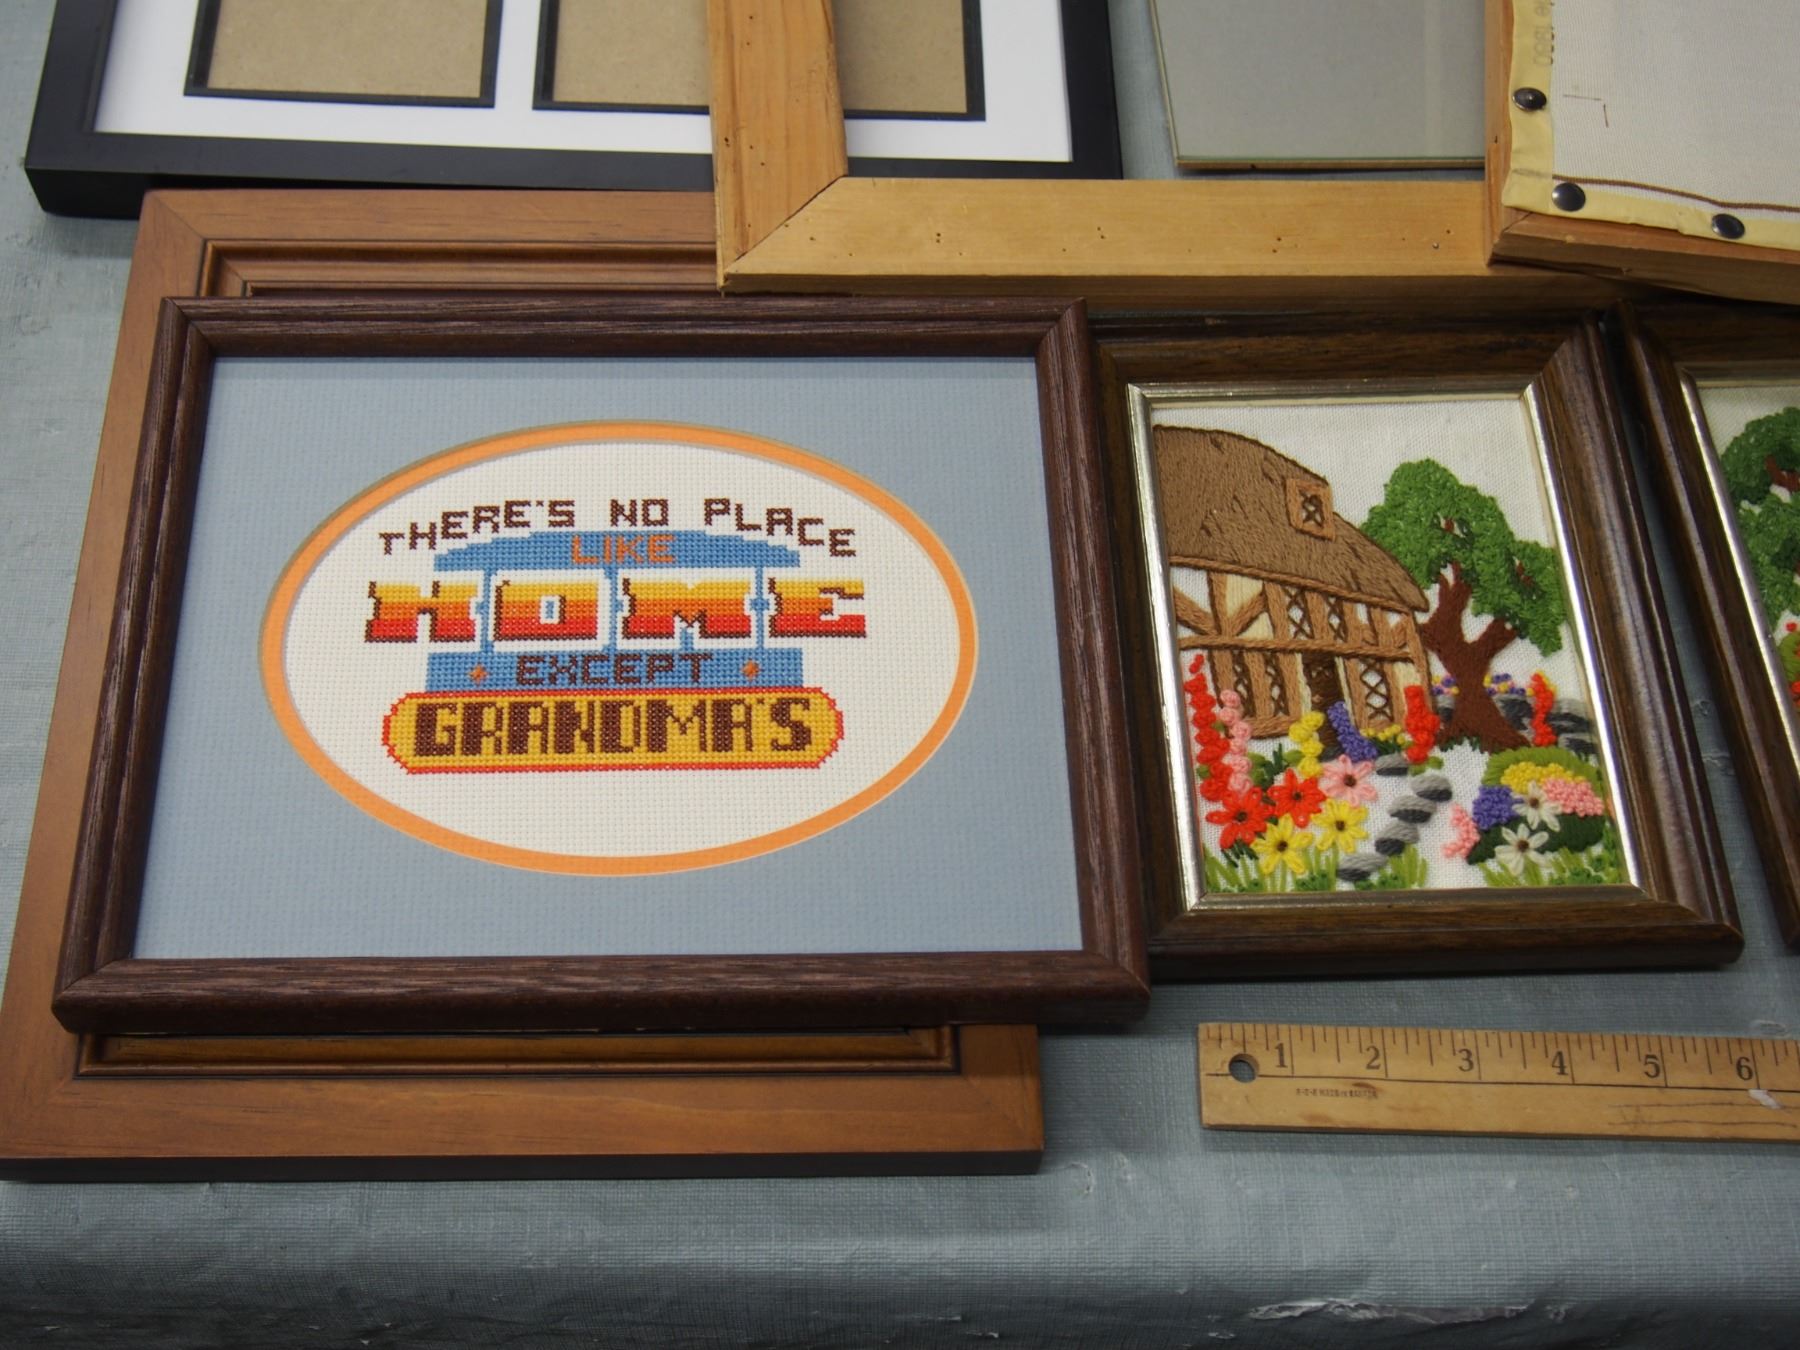 THERE'S NO PLACE
LIKE
HOME
EXCEPT
GRANDMA'S
1 2 3 4 5 6